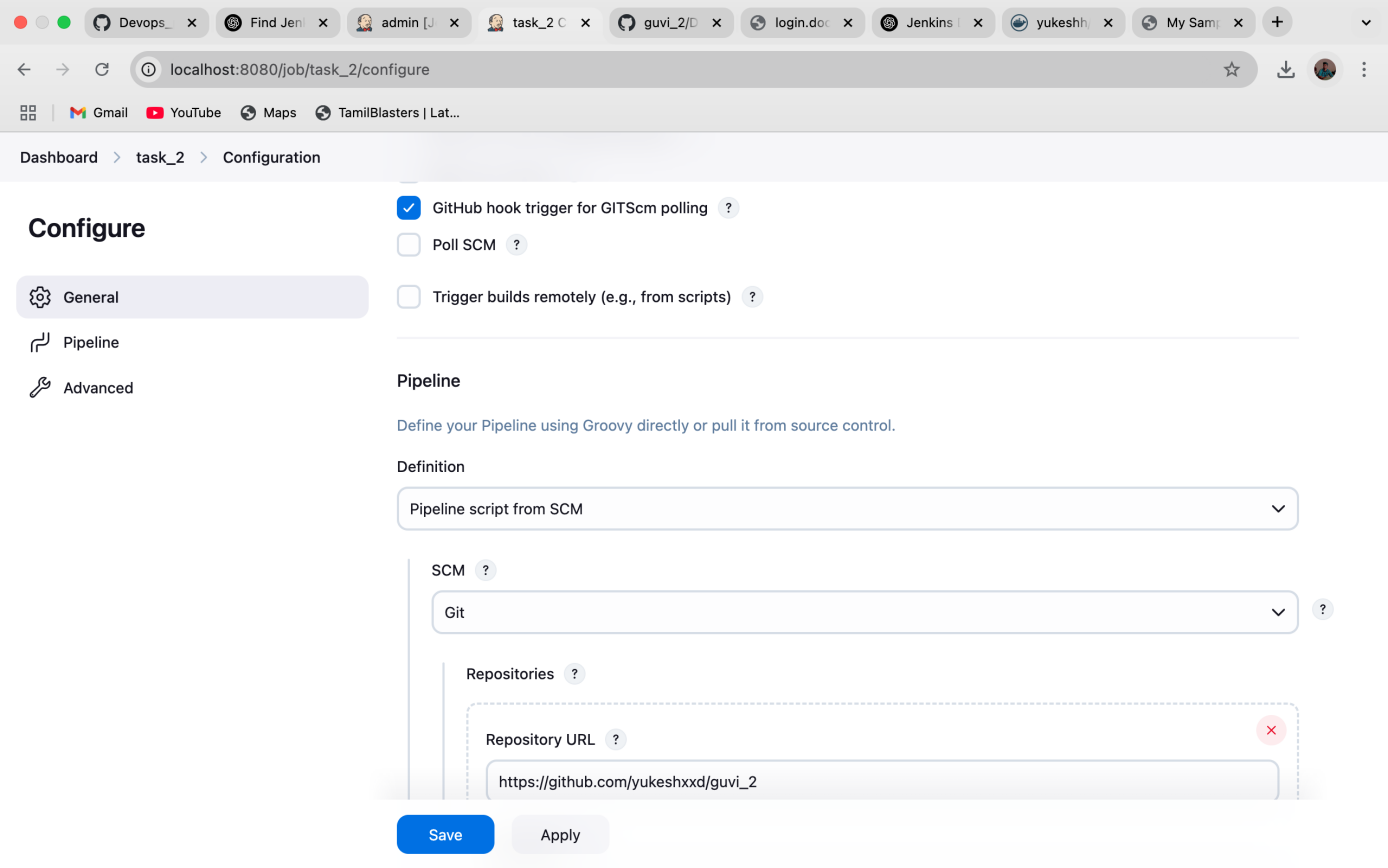 Devops_
Find Jen
admin [J
task_2 C
guvi_2/D
login.doc
Jenkins
yukeshh
My Samp
localhost:8080/job/task_2/configure
Gmail
YouTube
Maps
TamilBlasters | Lat...
Dashboard
task_2
Configuration
Configure
General
Pipeline
Advanced
GitHub hook trigger for GITScm polling ?
Poll SCM ?
Trigger builds remotely (e.g., from scripts) ?
Pipeline
Define your Pipeline using Groovy directly or pull it from source control.
Definition
Pipeline script from SCM
SCM ?
Git
?
Repositories ?
Repository URL ?
https://github.com/yukeshxxd/guvi_2
Save
Apply